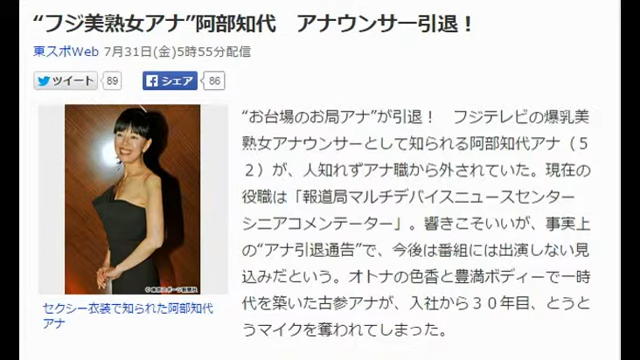 “フジ美熟女アナ”阿部知代　アナウンサー引退！
東スポWeb 7月31日(金)5時55分配信
ツイート 89 シェア 86
“お台場のお局アナ”が引退！　フジテレビの爆乳美
熟女アナウンサーとして知られる阿部知代アナ（５
２）が、人知れずアナ職から外されていた。現在の
役職は「報道局マルチデバイスニュースセンター
シニアコメンテーター」。響きこそいいが、事実上
の“アナ引退通告”で、今後は番組には出演しない見
込みだという。オトナの色香と豊満ボディーで一時
代を築いた古参アナが、入社から３０年目、とうと
うマイクを奪われてしまった。
©東京スポーツ新聞社
セクシー衣装で知られた阿部知代
アナ